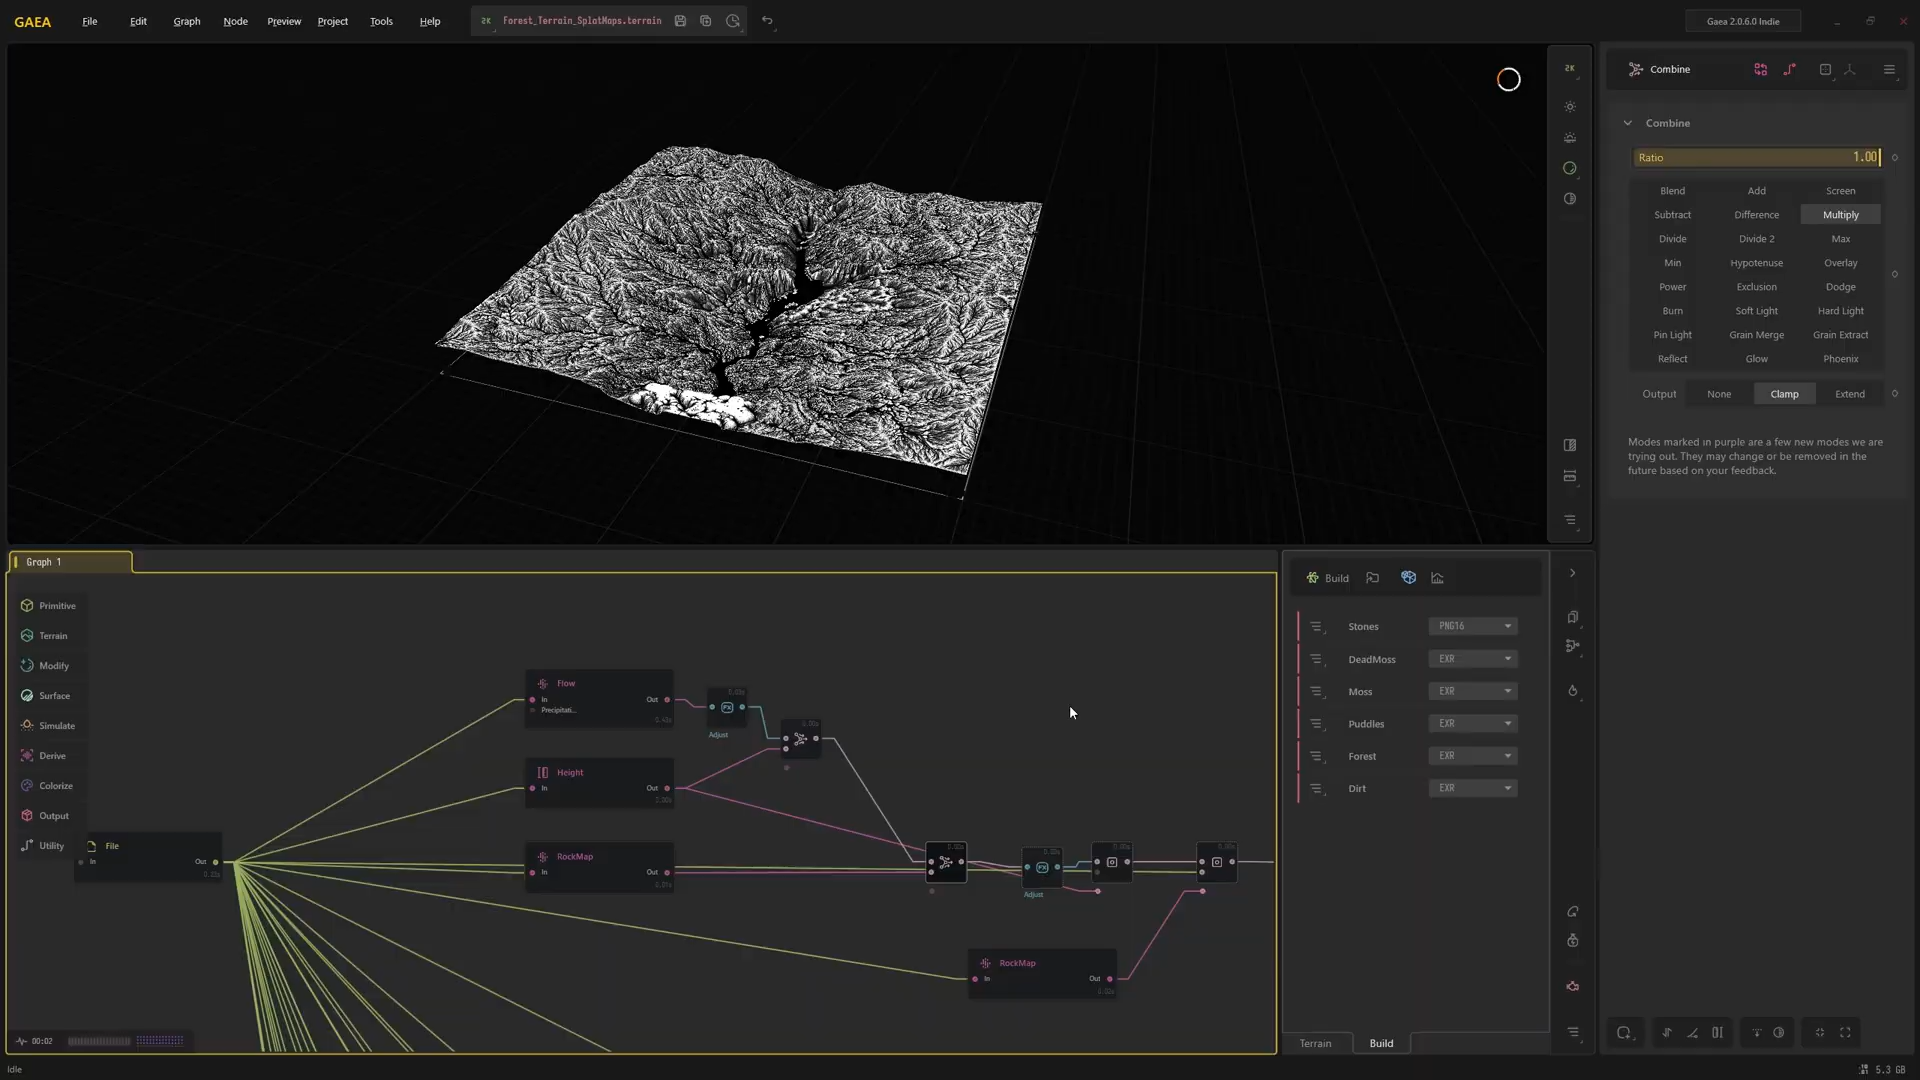 GAEA
File
Edit
Graph
Node
Preview
Project
Tools
Help
2K
Forest_Terrain_SplatMaps.terrain
Gaea 2.0.6.0 Indie
2K
Combine
Combine
Ratio
1.00
Blend
Add
Screen
Subtract
Difference
Multiply
Divide
Divide 2
Max
Min
Hypotenuse
Overlay
Power
Exclusion
Dodge
Burn
Soft Light
Hard Light
Pin Light
Grain Merge
Grain Extract
Reflect
Glow
Phoenix
Output
None
Clamp
Extend
Modes marked in purple are a few new modes we are
trying out. They may change or be removed in the
future based on your feedback.
Graph 1
Primitive
Terrain
Modify
Surface
Simulate
Derive
Colorize
Output
Utility
File
In
Out
Flow
In
Out
Precipitati...
Adjust
Height
In
Out
RockMap
In
Out
Adjust
RockMap
In
Out
Build
Stones
PNG16
DeadMoss
EXR
Moss
EXR
Puddles
EXR
Forest
EXR
Dirt
EXR
Terrain
Build
00:02
Idle
5.3 GB